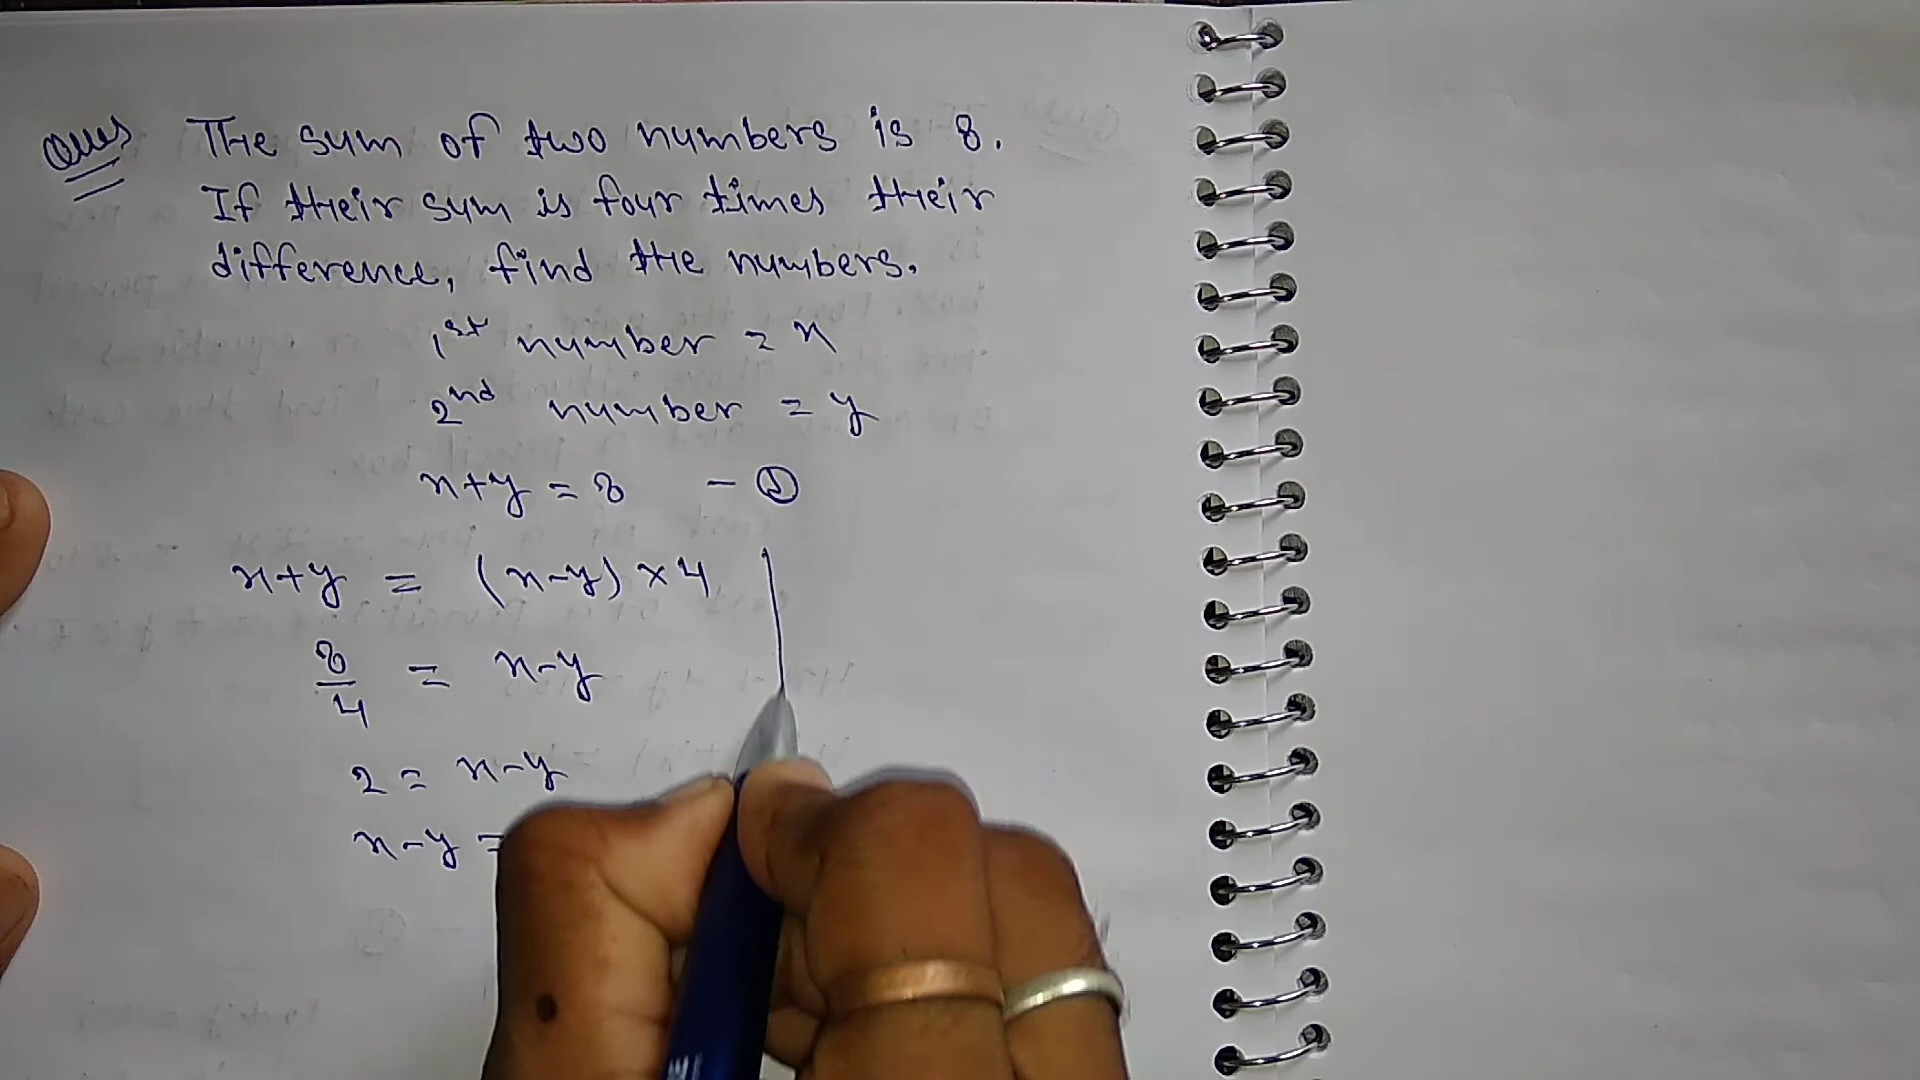 Ques The sum of two numbers is 8.
If their sum is four times their
difference, find the numbers.
1st number = x
2nd number = y
x+y = 8 - ①
x+y = (x-y) × 4
8/4 = x-y
2 = x-y
x-y =